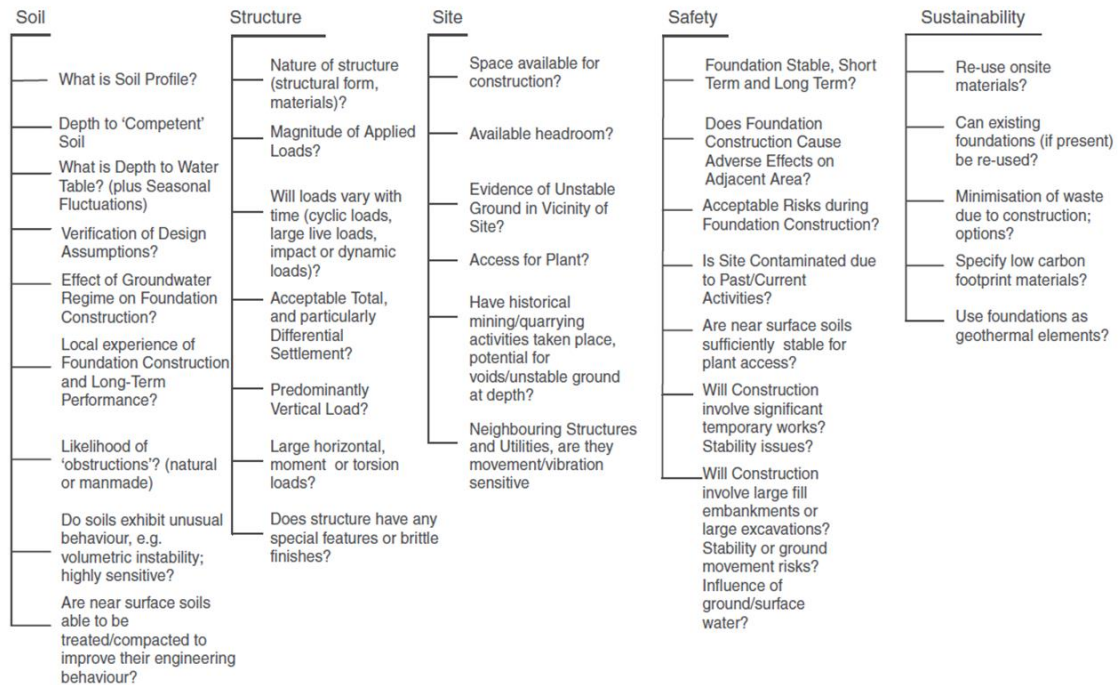 Soil
What is Soil Profile?
Depth to ‘Competent’
Soil
What is Depth to Water
Table? (plus Seasonal
Fluctuations)
Verification of Design
Assumptions?
Effect of Groundwater
Regime on Foundation
Construction?
Local experience of
Foundation Construction
and Long-Term
Performance?
Likelihood of
‘obstructions’? (natural
or manmade)
Do soils exhibit unusual
behaviour, e.g.
volumetric instability;
highly sensitive?
Are near surface soils
able to be
treated/compacted to
improve their engineering
behaviour?
Structure
Nature of structure
(structural form,
materials)?
Magnitude of Applied
Loads?
Will loads vary with
time (cyclic loads,
large live loads,
impact or dynamic
loads)?
Acceptable Total,
and particularly
Differential
Settlement?
Predominantly
Vertical Load?
Large horizontal,
moment or torsion
loads?
Does structure have any
special features or brittle
finishes?
Site
Space available for
construction?
Available headroom?
Evidence of Unstable
Ground in Vicinity of
Site?
Access for Plant?
Have historical
mining/quarrying
activities taken place,
potential for
voids/unstable ground
at depth?
Neighbouring Structures
and Utilities, are they
movement/vibration
sensitive
Safety
Foundation Stable, Short
Term and Long Term?
Does Foundation
Construction Cause
Adverse Effects on
Adjacent Area?
Acceptable Risks during
Foundation Construction?
Is Site Contaminated due
to Past/Current
Activities?
Are near surface soils
sufficiently stable for
plant access?
Will Construction
involve significant
temporary works?
Stability issues?
Will Construction
involve large fill
embankments or
large excavations?
Stability or ground
movement risks?
Influence of
ground/surface
water?
Sustainability
Re-use onsite
materials?
Can existing
foundations (if present)
be re-used?
Minimisation of waste
due to construction;
options?
Specify low carbon
footprint materials?
Use foundations as
geothermal elements?